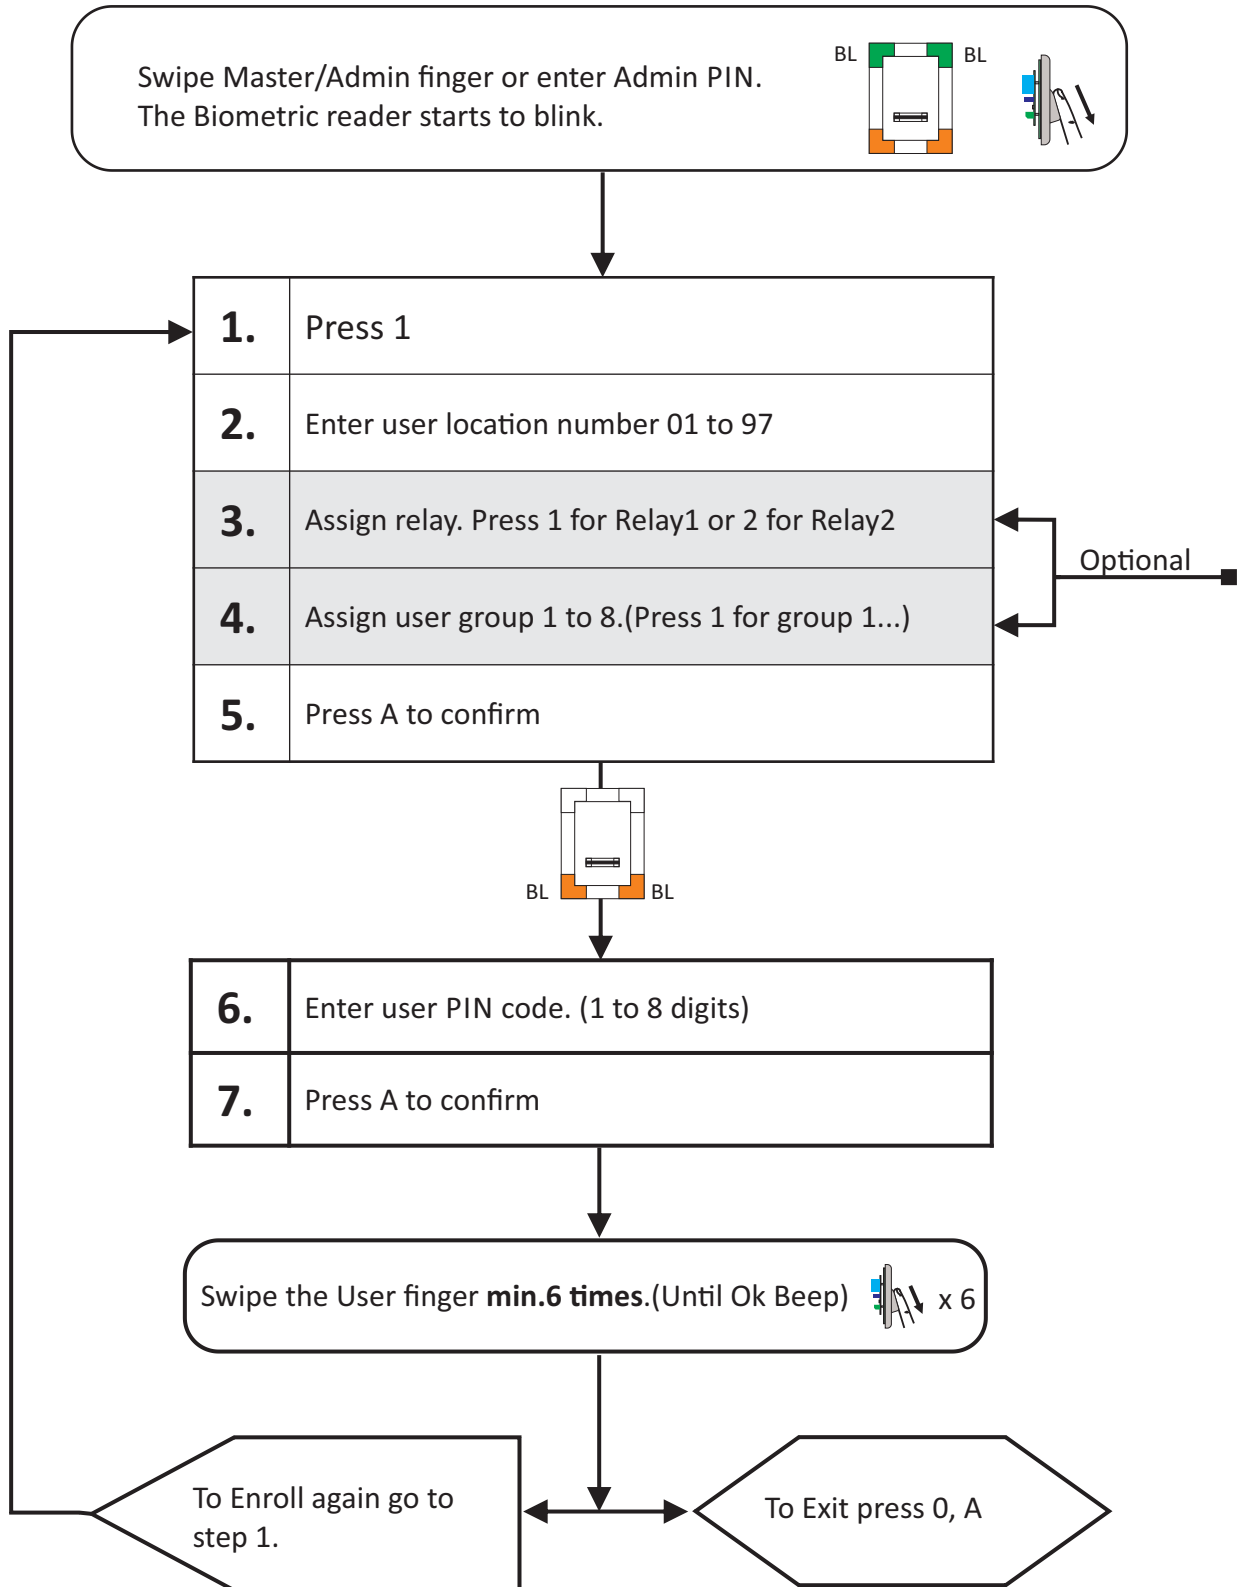 Swipe Master/Admin finger or enter Admin PIN.
The Biometric reader starts to blink.
BL BL
1. Press 1
2. Enter user location number 01 to 97
3. Assign relay. Press 1 for Relay1 or 2 for Relay2
Optional
4. Assign user group 1 to 8.(Press 1 for group 1...)
5. Press A to confirm
BL BL
6. Enter user PIN code. (1 to 8 digits)
7. Press A to confirm
Swipe the User finger min.6 times.(Until Ok Beep) x 6
To Enroll again go to
step 1.
To Exit press 0, A